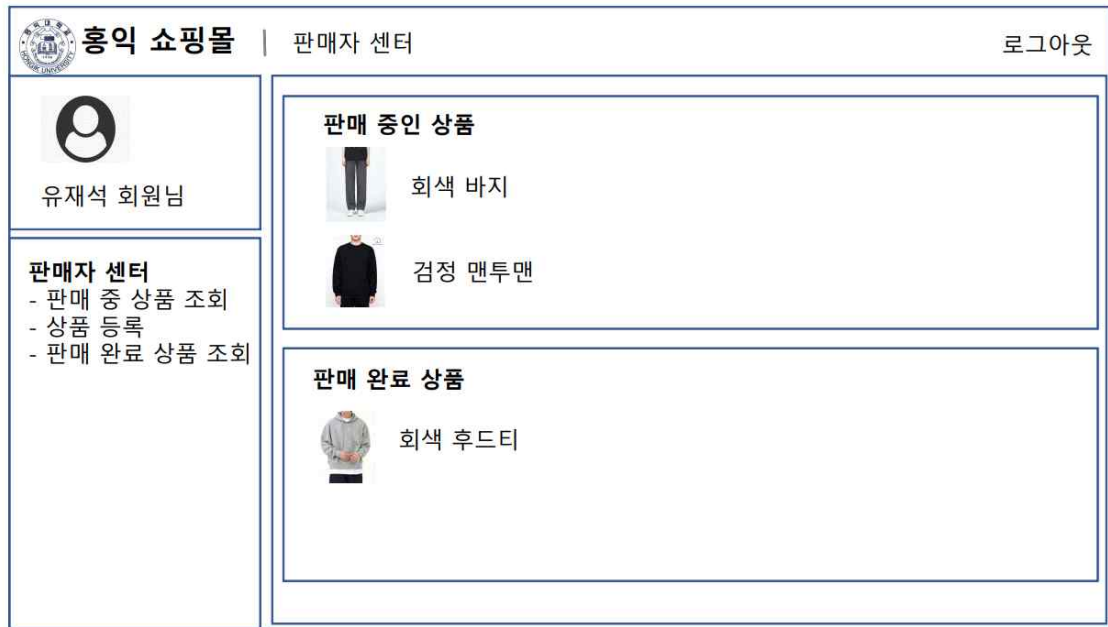 홍익 쇼핑몰 | 판매자 센터
로그아웃
유재석 회원님
판매자 센터
- 판매 중 상품 조회
- 상품 등록
- 판매 완료 상품 조회
판매 중인 상품
회색 바지
검정 맨투맨
판매 완료 상품
회색 후드티